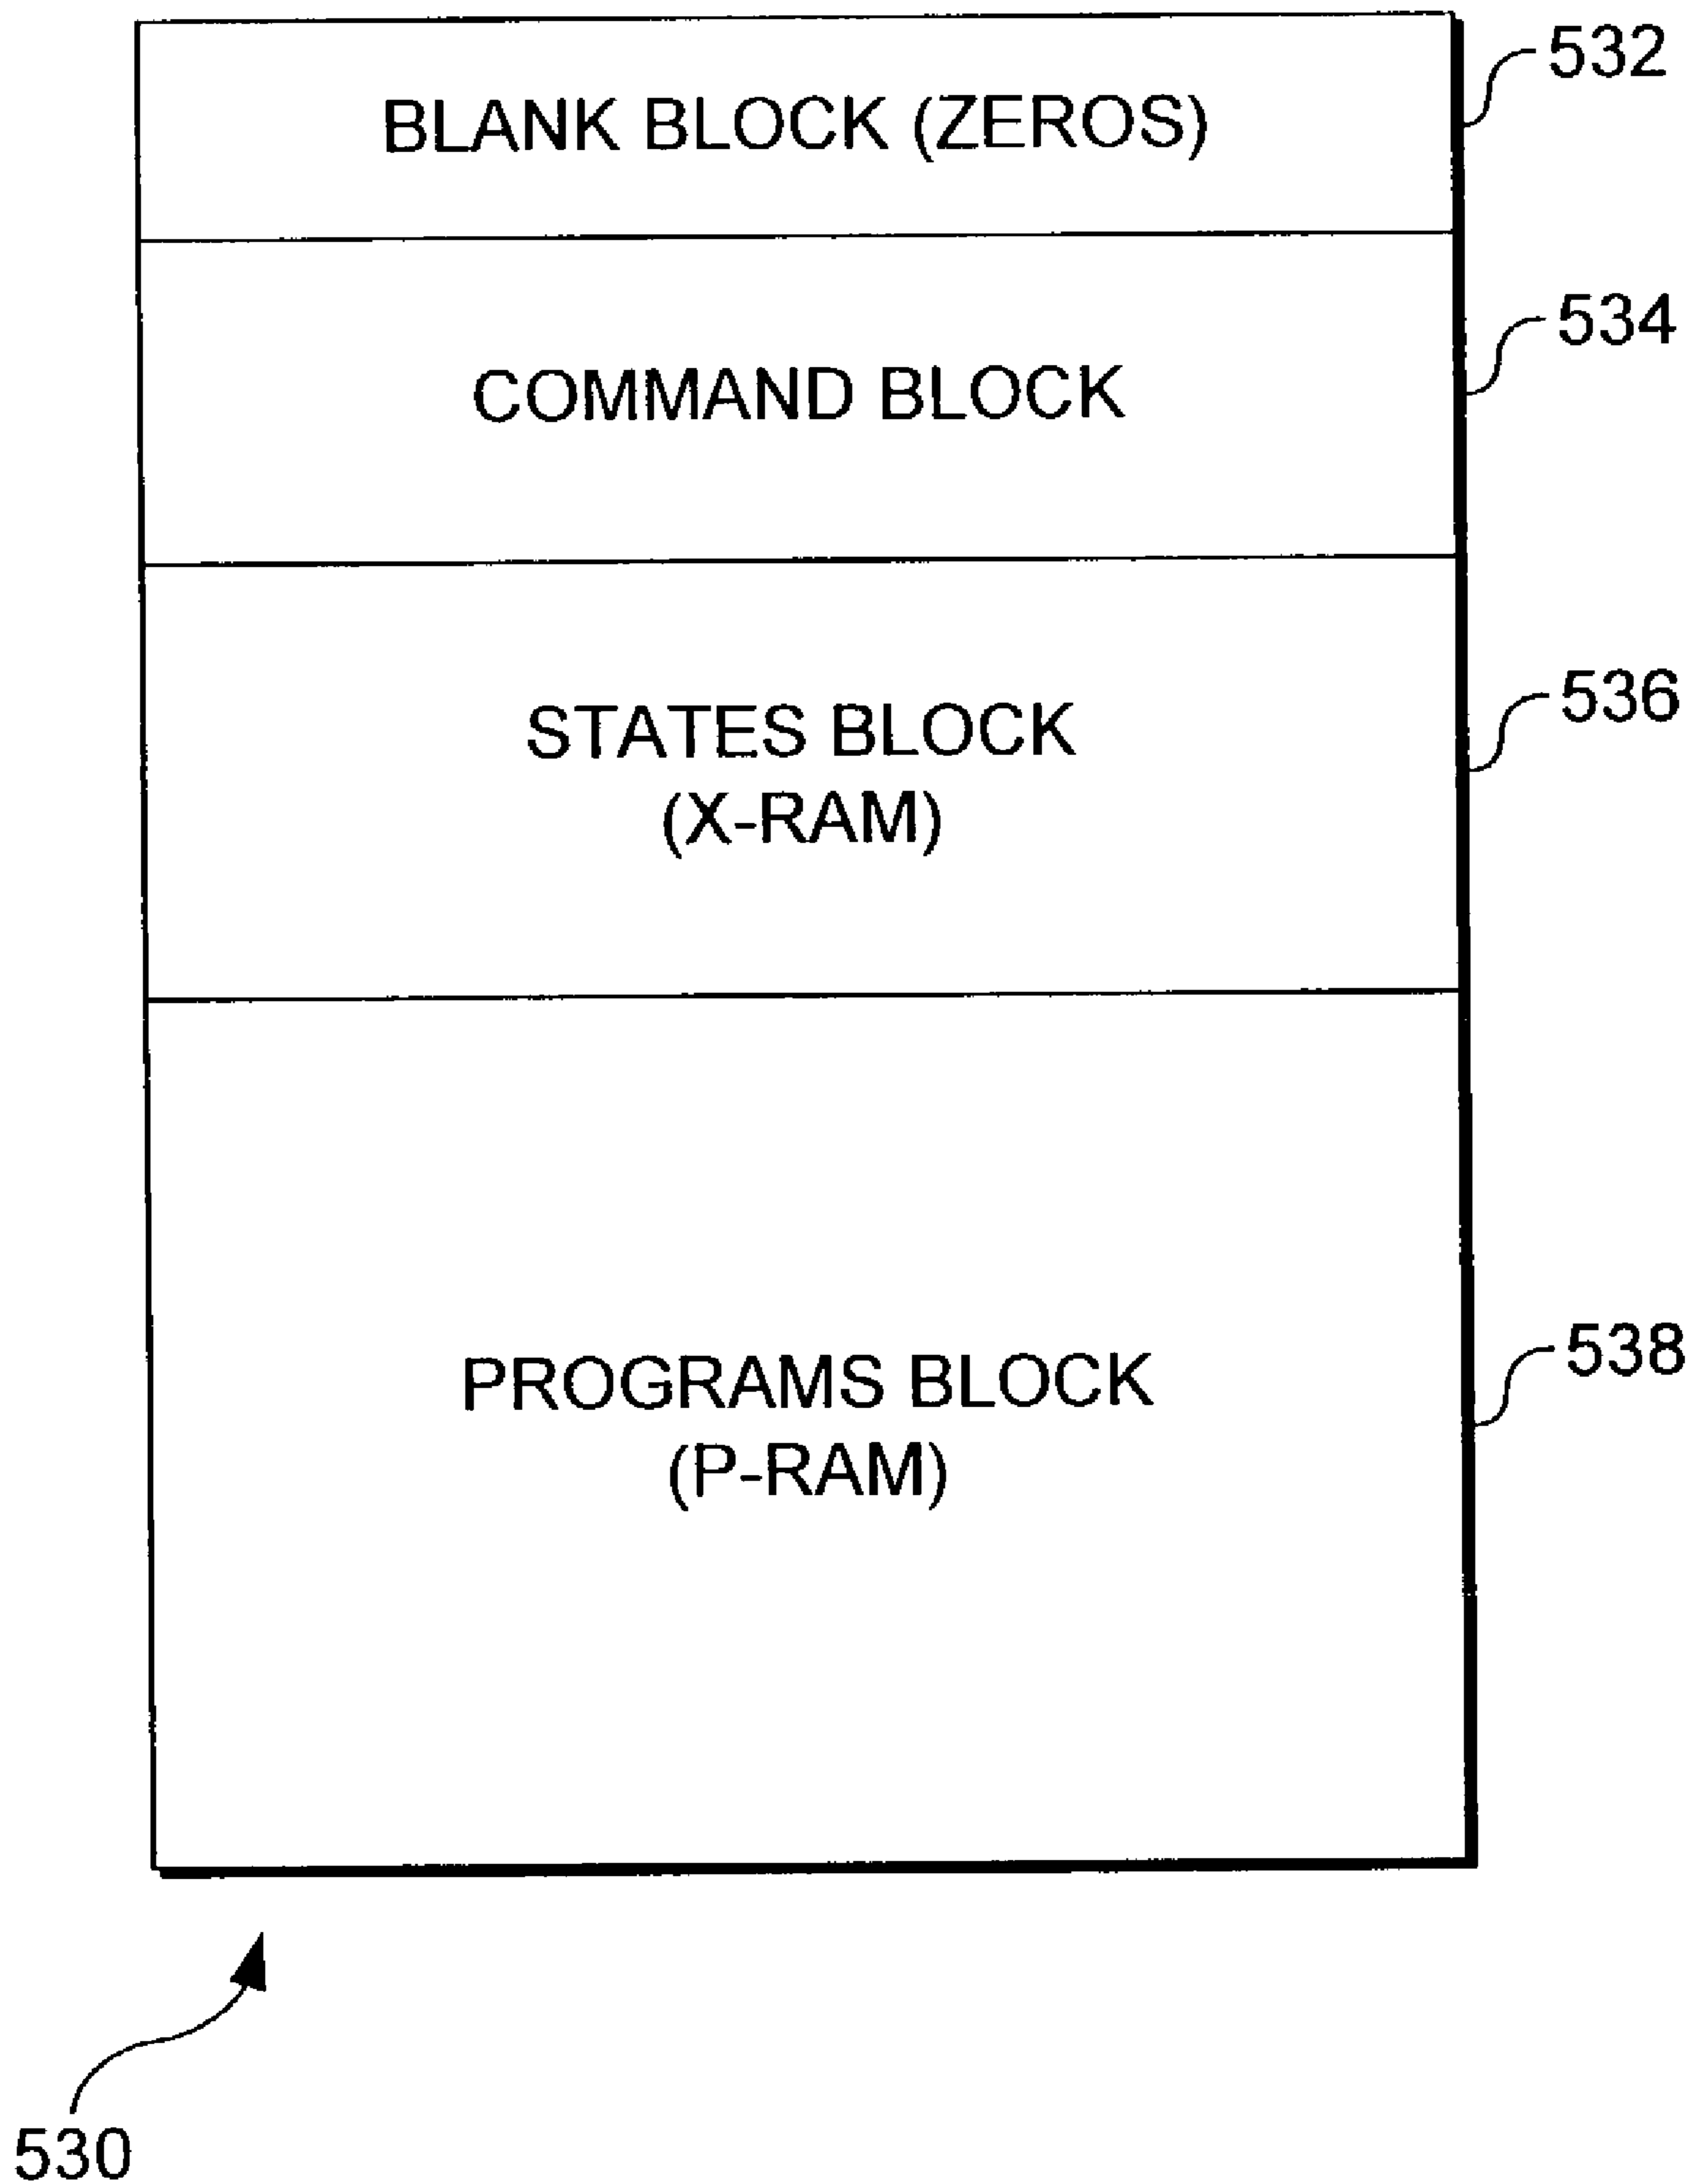 BLANK BLOCK (ZEROS)
532
COMMAND BLOCK
534
STATES BLOCK
(X-RAM)
536
PROGRAMS BLOCK
(P-RAM)
538
530